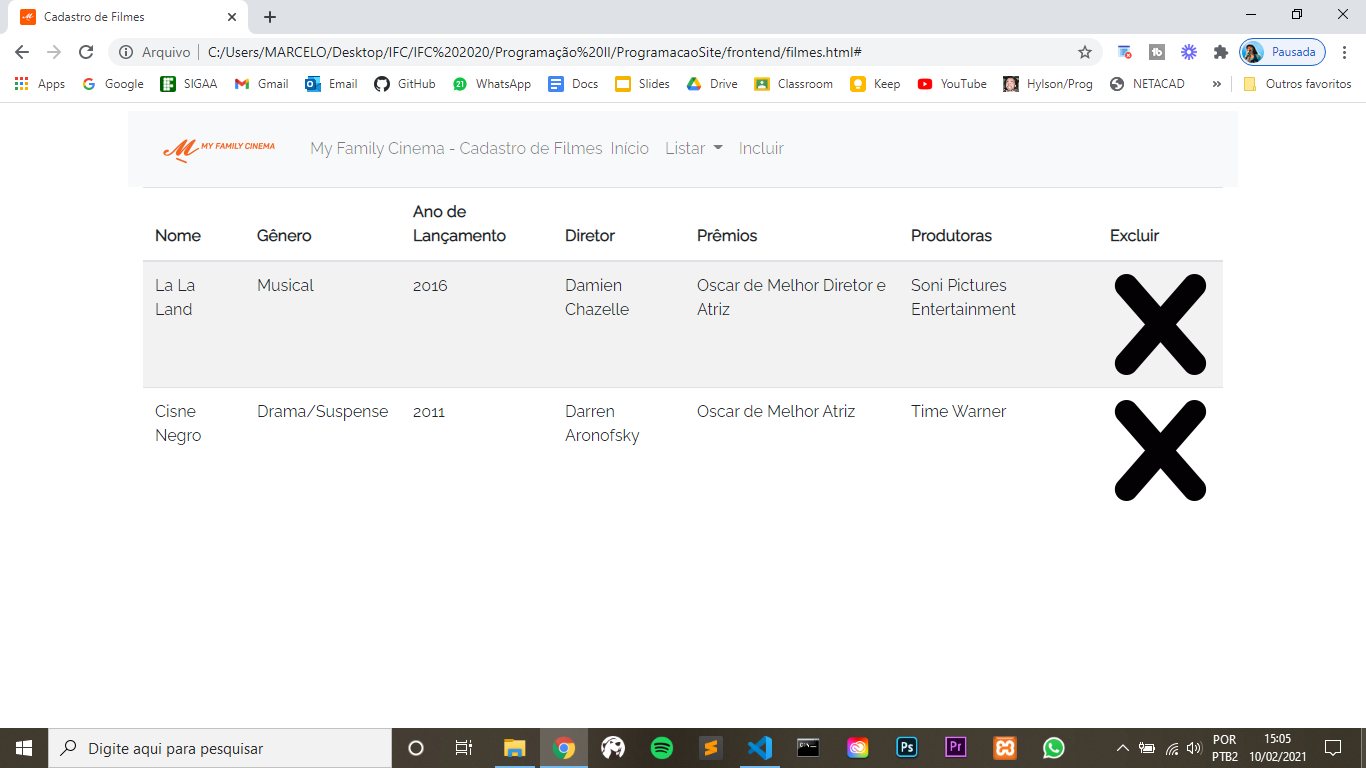 Cadastro de Filmes
Arquivo C:/Users/MARCELO/Desktop/IFC/IFC%202020/Programação%20II/ProgramacaoSite/frontend/filmes.html# Pausada
Apps Google SIGAA Gmail Email GitHub 21 WhatsApp Docs Slides Drive Classroom Keep YouTube Hylson/Prog NETACAD » Outros favoritos
MY FAMILY CINEMA My Family Cinema - Cadastro de Filmes Início Listar Incluir
Ano de
Nome Gênero Lançamento Diretor Prêmios Produtoras Excluir
La La Musical 2016 Damien Oscar de Melhor Diretor e Soni Pictures
Land Chazelle Atriz Entertainment
Cisne Drama/Suspense 2011 Darren Oscar de Melhor Atriz Time Warner
Negro Aronofsky
Digite aqui para pesquisar Ps Pr POR 15:05
PTB2 10/02/2021